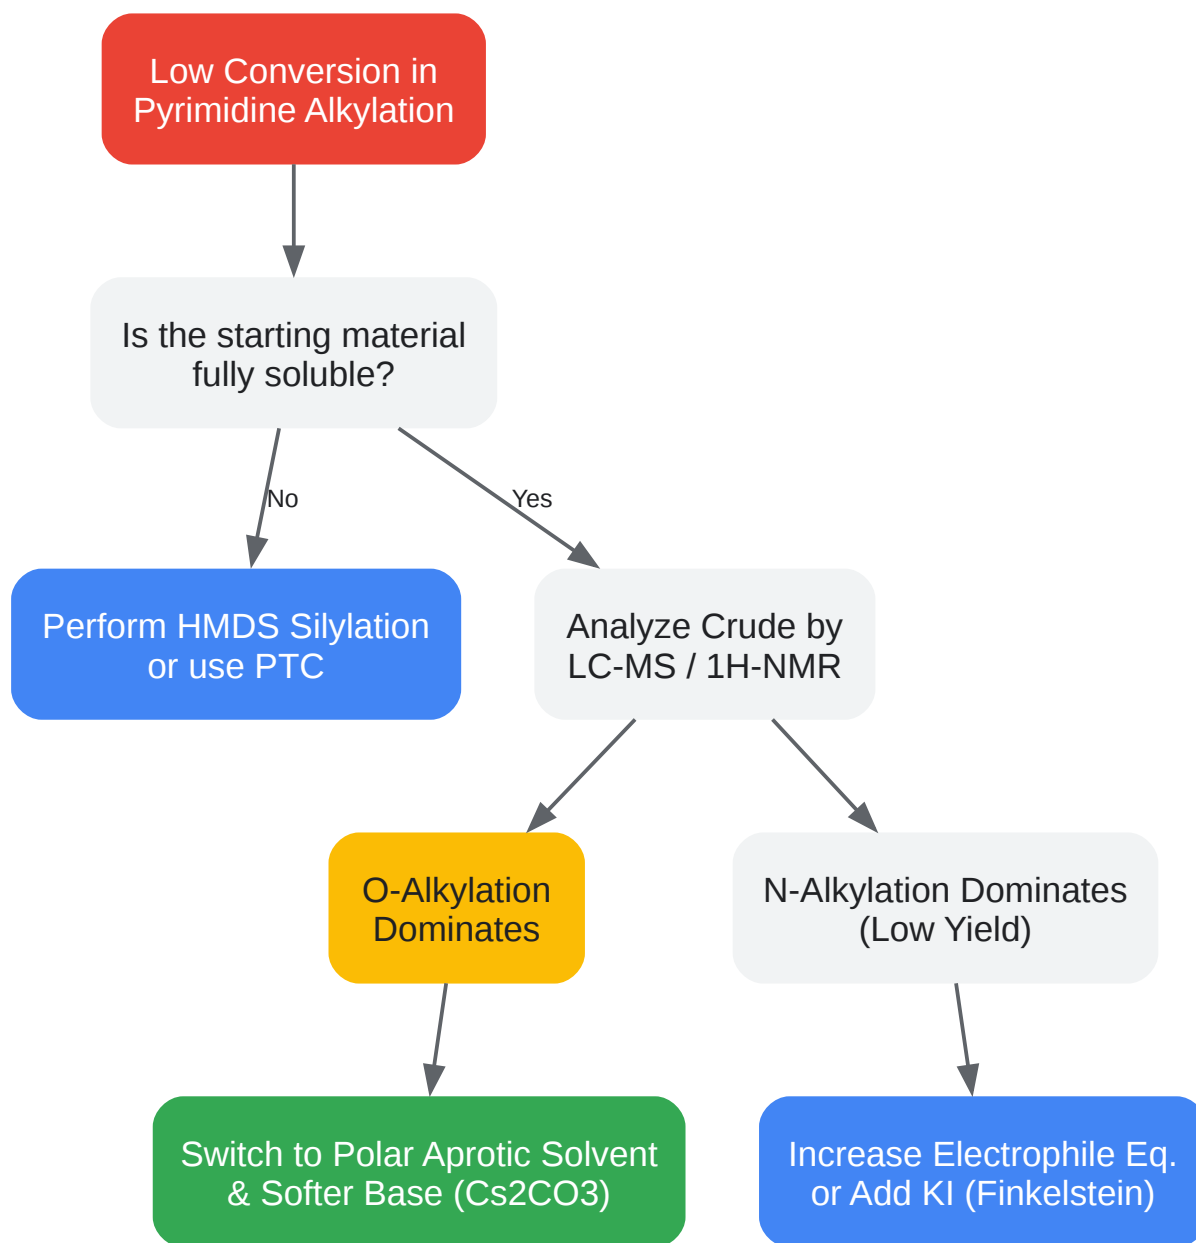 Low Conversion in
Pyrimidine Alkylation
Is the starting material
fully soluble?
No
Yes
Perform HMDS Silylation
or use PTC
Analyze Crude by
LC-MS / 1H-NMR
O-Alkylation
Dominates
N-Alkylation Dominates
(Low Yield)
Switch to Polar Aprotic Solvent
& Softer Base (Cs2CO3)
Increase Electrophile Eq.
or Add KI (Finkelstein)